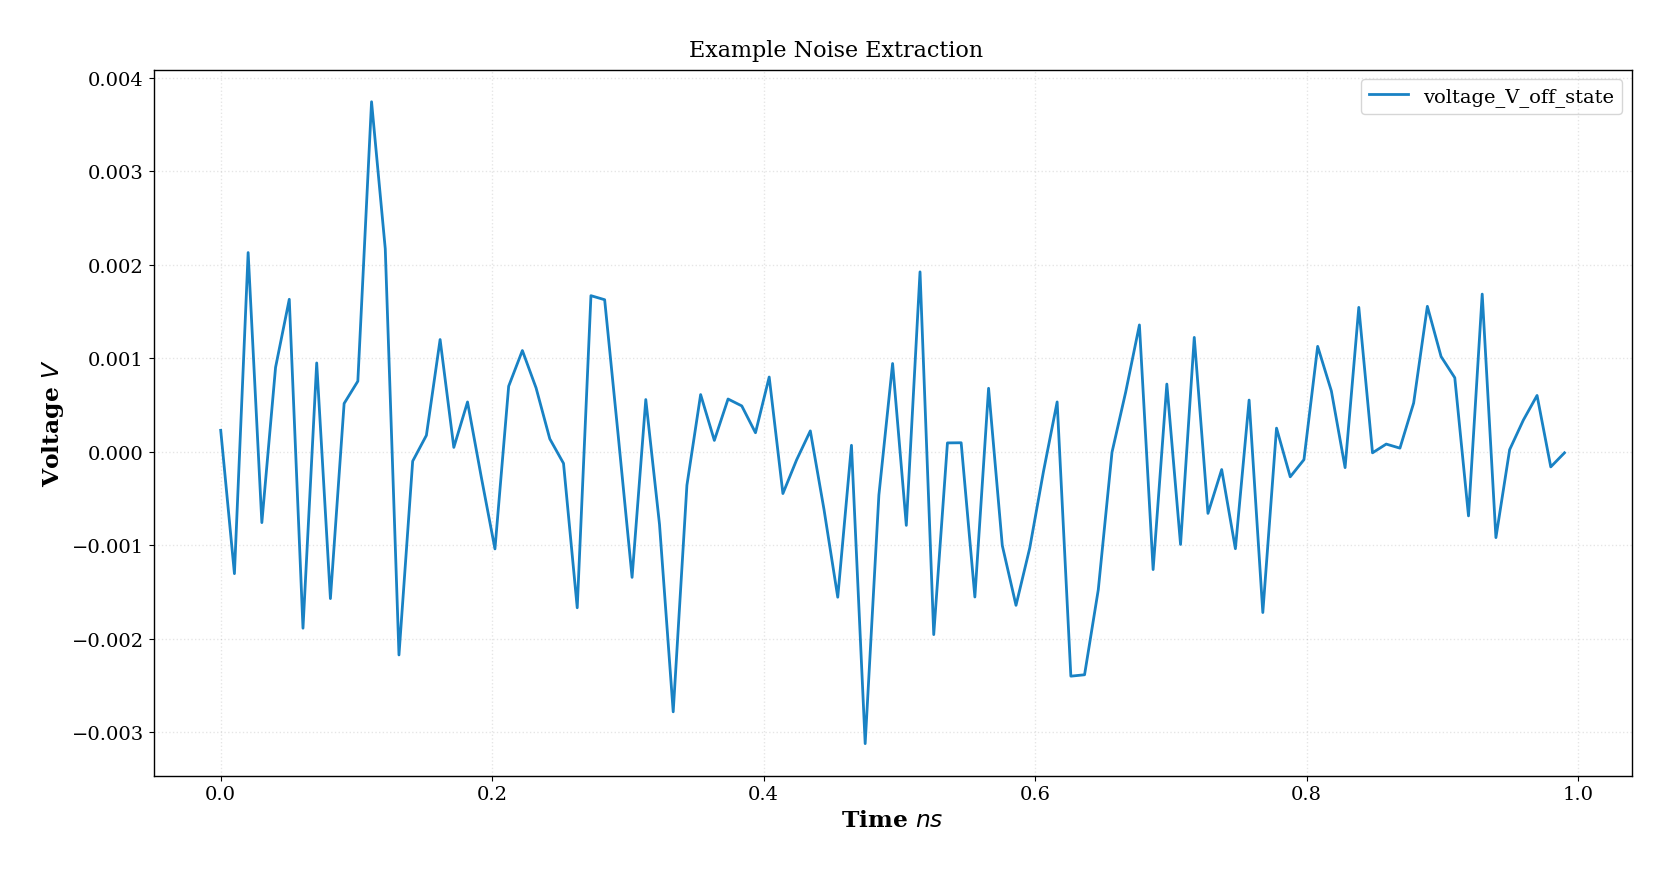 Example Noise Extraction
voltage_V_off_state
Voltage V
0.004
0.003
0.002
0.001
0.000
−0.001
−0.002
−0.003
0.0 0.2 0.4 0.6 0.8 1.0
Time ns